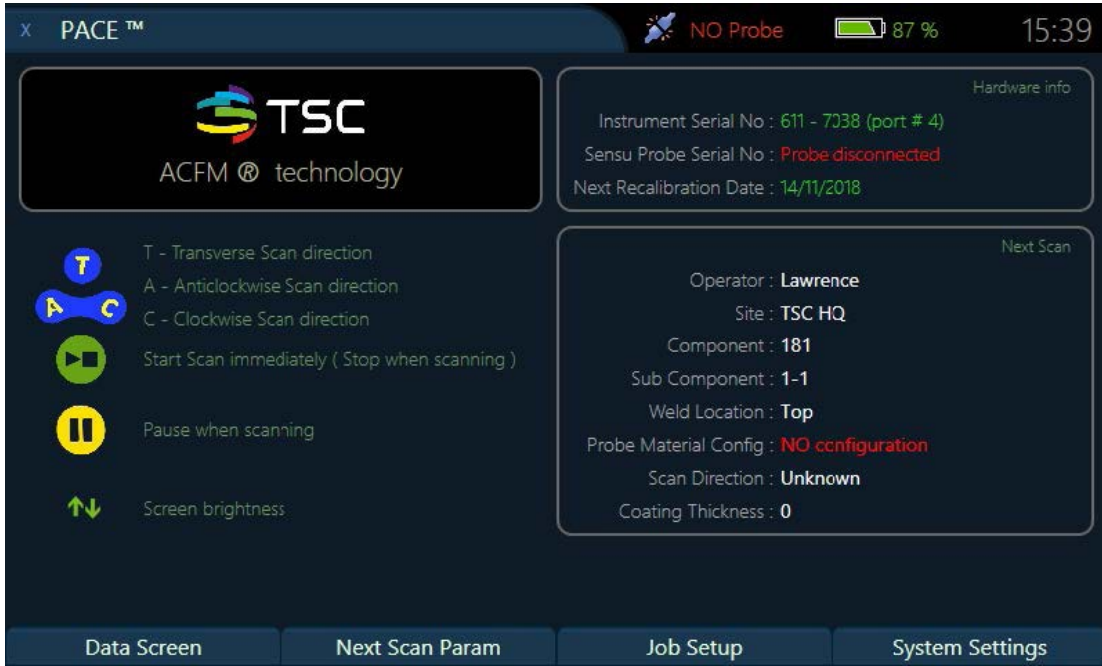 X PACE ™ NO Probe 87 % 15:39
TSC
ACFM ® technology
Hardware info
Instrument Serial No : 611 - 7038 (port # 4)
Sensu Probe Serial No : Probe disconnected
Next Recalibration Date : 14/11/2018
T
A C
T - Transverse Scan direction
A - Anticlockwise Scan direction
C - Clockwise Scan direction
Start Scan immediately ( Stop when scanning )
Pause when scanning
Screen brightness
Next Scan
Operator : Lawrence
Site : TSC HQ
Component : 181
Sub Component : 1-1
Weld Location : Top
Probe Material Config : NO configuration
Scan Direction : Unknown
Coating Thickness : 0
Data Screen Next Scan Param Job Setup System Settings